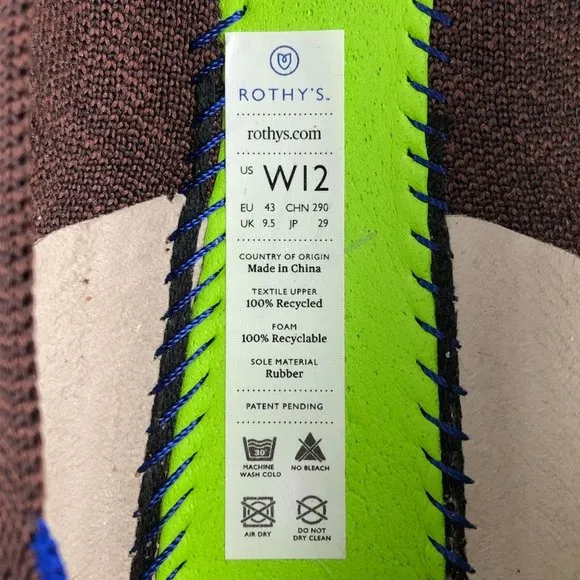 ROTHY'S™
rothys.com
US W12
EU 43 CHN 290
UK 9.5 JP 29
COUNTRY OF ORIGIN
Made in China
TEXTILE UPPER
100% Recycled
FOAM
100% Recyclable
SOLE MATERIAL
Rubber
PATENT PENDING
30°
MACHINE
WASH COLD
NO BLEACH
AIR DRY
DO NOT
DRY CLEAN